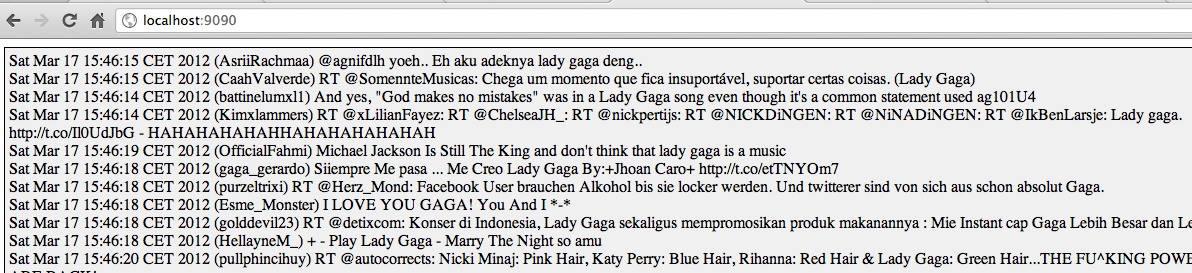 localhost:9090
Sat Mar 17 15:46:15 CET 2012 (AsriiRachmaa) @agnifdlh yoeh.. Eh aku adeknya lady gaga deng..
Sat Mar 17 15:46:15 CET 2012 (CaahValverde) RT @SomennteMusicas: Chega um momento que fica insuportável, suportar certas coisas. (Lady Gaga)
Sat Mar 17 15:46:14 CET 2012 (battinelumxl1) And yes, "God makes no mistakes" was in a Lady Gaga song even though it's a common statement used ag101U4
Sat Mar 17 15:46:14 CET 2012 (Kimxlammers) RT @xLilianFayez: RT @ChelseaJH_: RT @nickpertijs: RT @NICKDiNGEN: RT @NiNADiNGEN: RT @IkBenLarsje: Lady gaga.
http://t.co/Il0UdJbG - HAHAHAHAHAHHAHAHAHAHAHAH
Sat Mar 17 15:46:19 CET 2012 (OfficialFahmi) Michael Jackson Is Still The King and don't think that lady gaga is a music
Sat Mar 17 15:46:18 CET 2012 (gaga_gerardo) Siiempre Me pasa ... Me Creo Lady Gaga By:+Jhoan Caro+ http://t.co/etTNYOm7
Sat Mar 17 15:46:18 CET 2012 (purzeltrixi) RT @Herz_Mond: Facebook User brauchen Alkohol bis sie locker werden. Und twitterer sind von sich aus schon absolut Gaga.
Sat Mar 17 15:46:18 CET 2012 (Esme_Monster) I LOVE YOU GAGA! You And I *-*
Sat Mar 17 15:46:18 CET 2012 (golddevil23) RT @detixcom: Konser di Indonesia, Lady Gaga sekaligus mempromosikan produk makanannya : Mie Instant cap Gaga Lebih Besar dan Le
Sat Mar 17 15:46:18 CET 2012 (HellayneM_) + - Play Lady Gaga - Marry The Night so amu
Sat Mar 17 15:46:20 CET 2012 (pullphincihuy) RT @autocorrects: Nicki Minaj: Pink Hair, Katy Perry: Blue Hair, Rihanna: Red Hair & Lady Gaga: Green Hair...THE FU^KING POWE